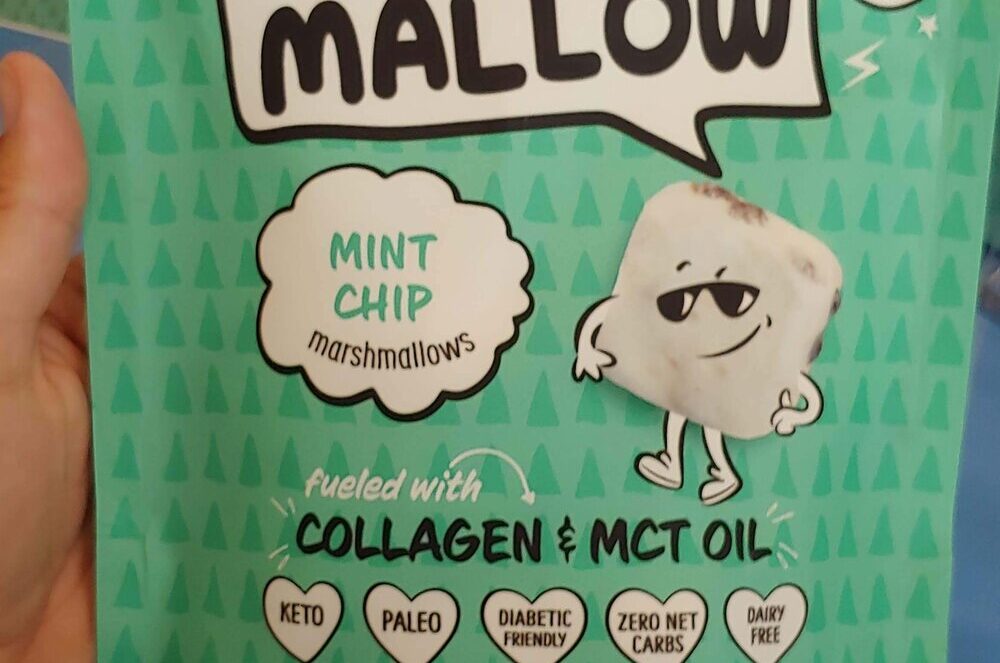 MALLOW
MINT
CHIP
marshmallows
fueled with
COLLAGEN & MCT OIL
KETO
PALEO
DIABETIC
FRIENDLY
ZERO NET
CARBS
DAIRY
FREE